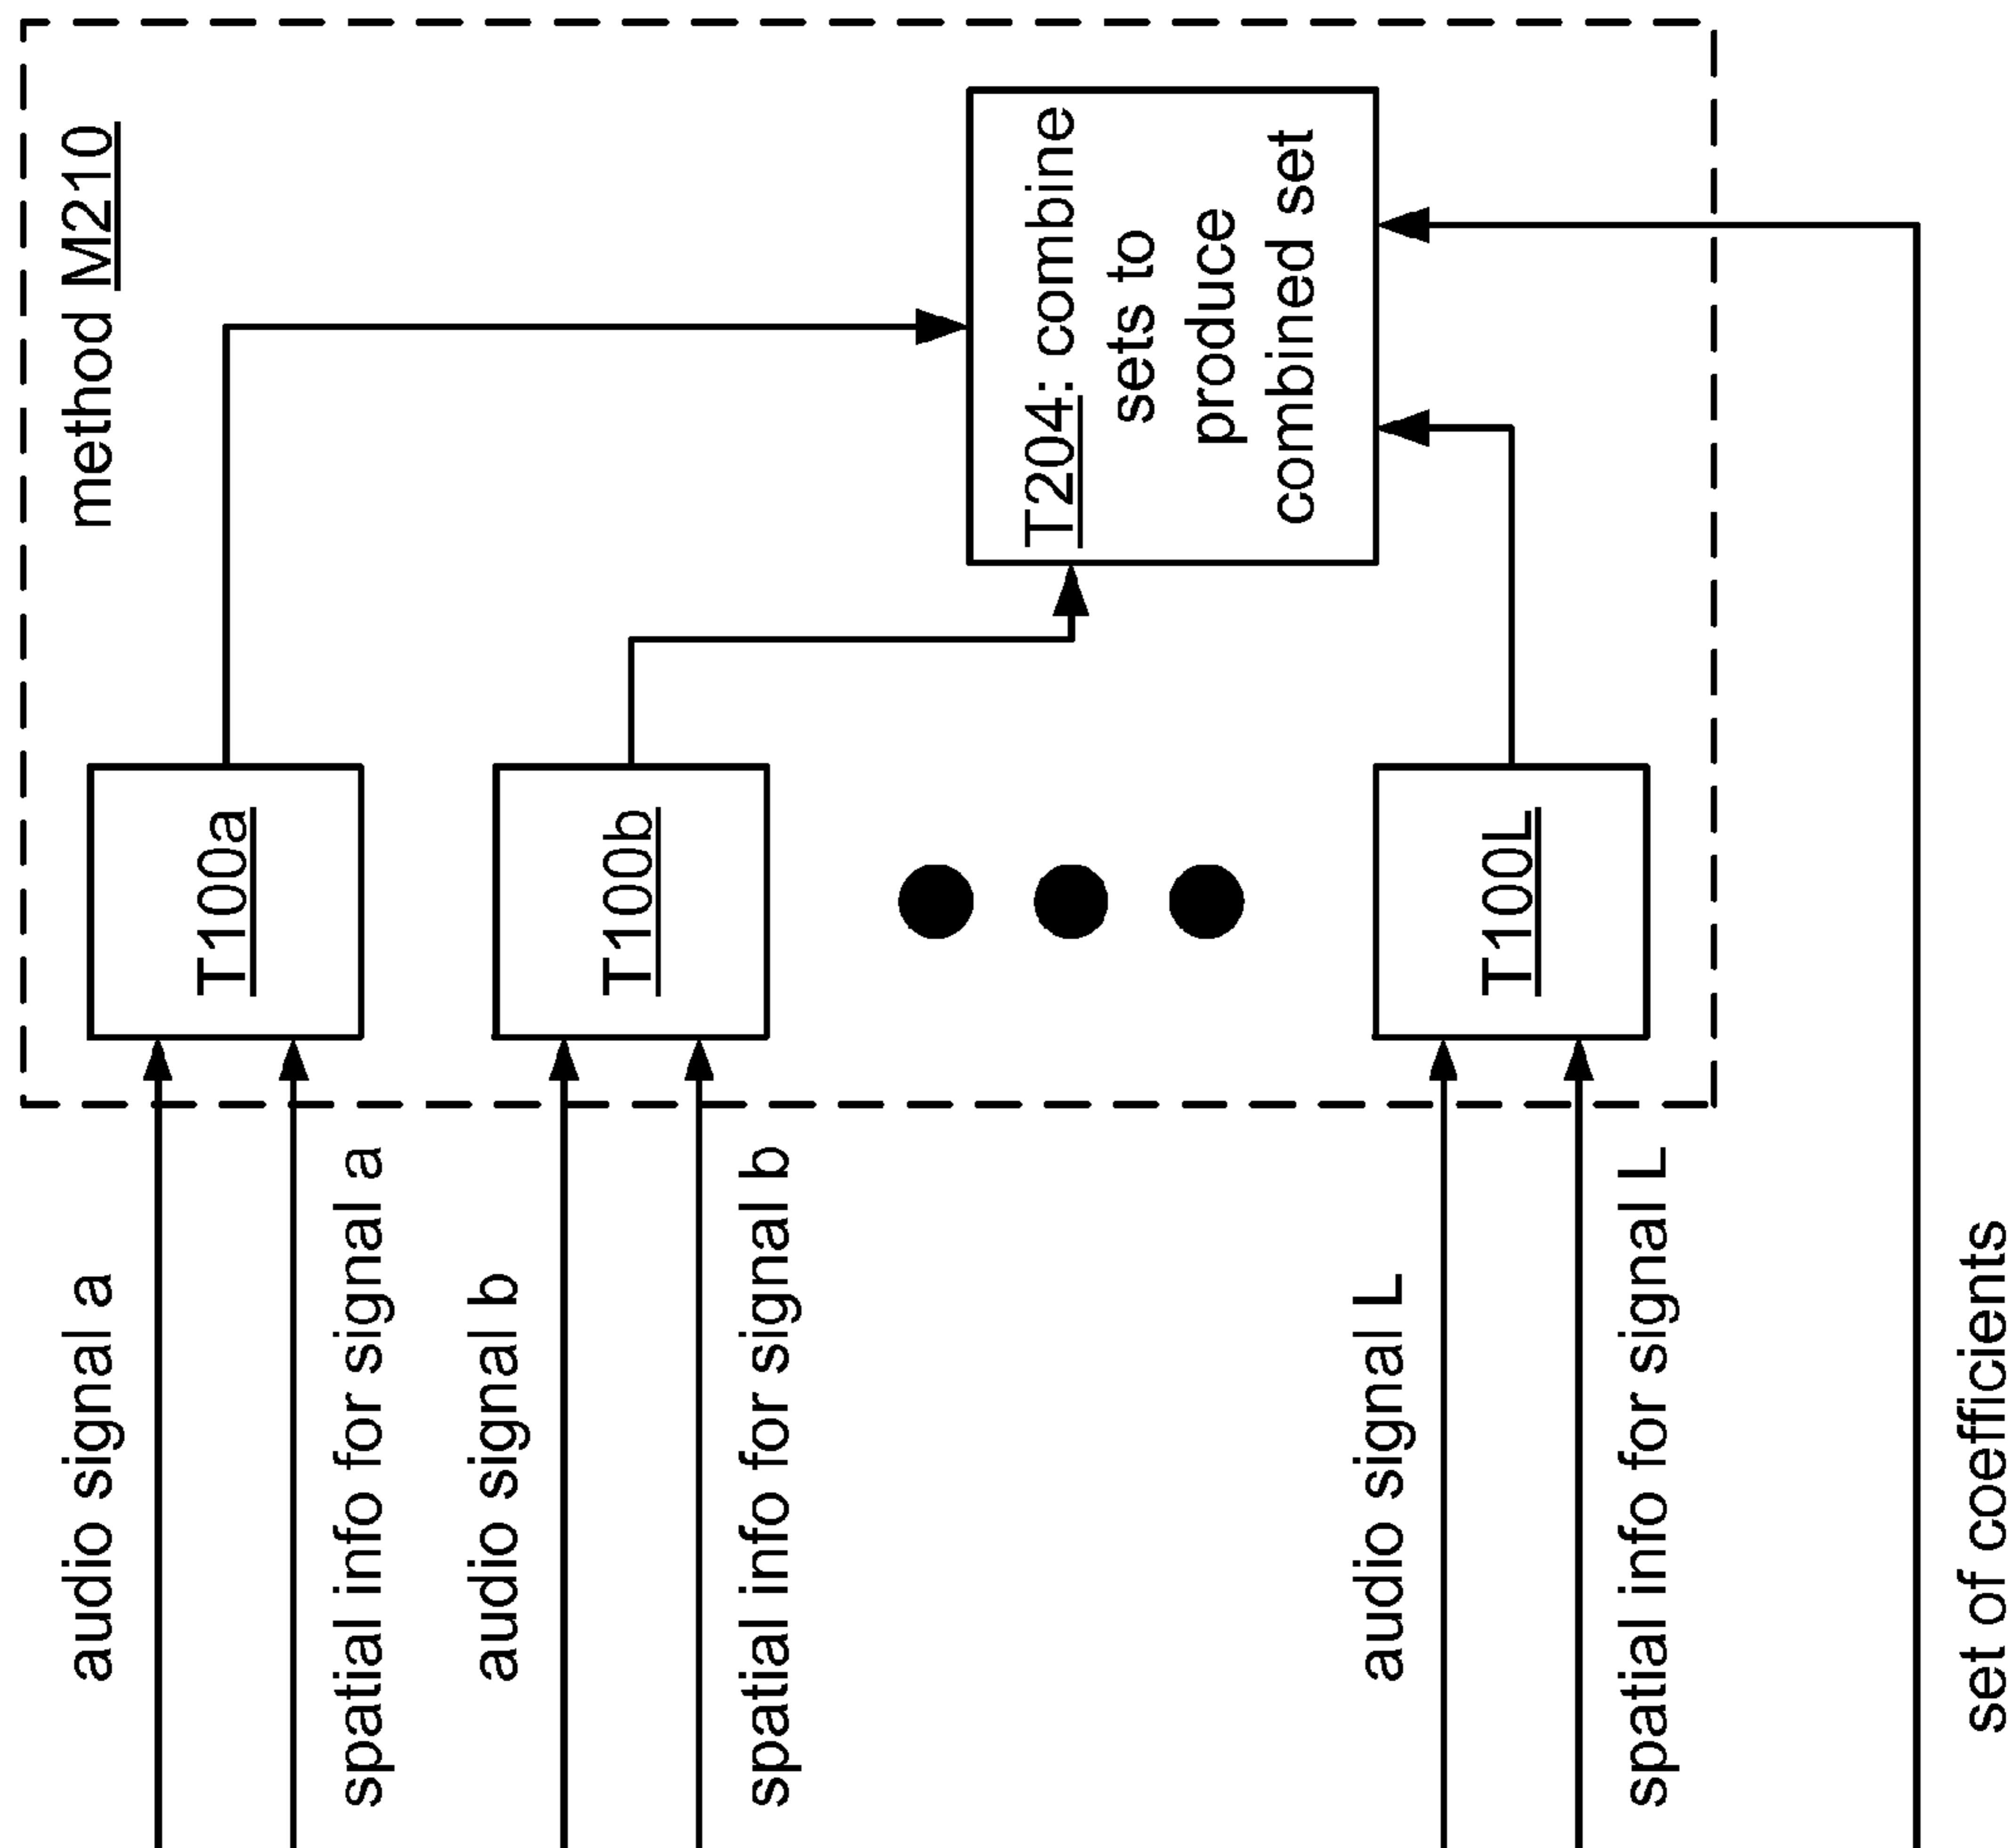 method M210
audio signal a
spatial info for signal a
T100a
audio signal b
spatial info for signal b
T100b
T204: combine
sets to
produce
combined set
audio signal L
spatial info for signal L
T100L
set of coefficients